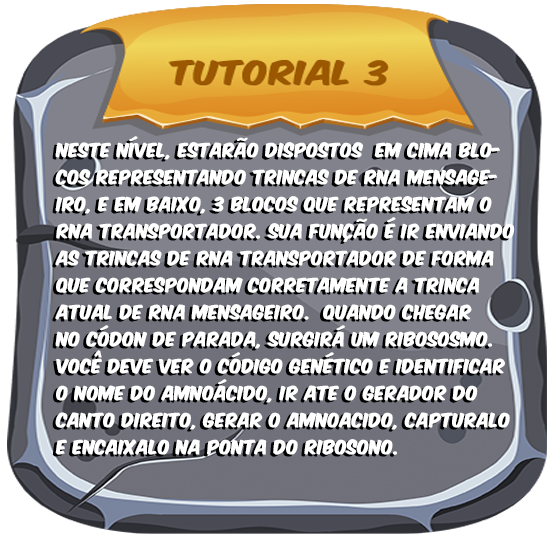 TUTORIAL 3
NESTE NÍVEL, ESTARÃO DISPOSTOS EM CIMA BLO-
COS REPRESENTANDO TRINCAS DE RNA MENSAGE-
IRO, E EM BAIXO, 3 BLOCOS QUE REPRESENTAM O
RNA TRANSPORTADOR. SUA FUNÇÃO É IR ENVIANDO
AS TRINCAS DE RNA TRANSPORTADOR DE FORMA
QUE CORRESPONDAM CORRETAMENTE A TRINCA
ATUAL DE RNA MENSAGEIRO. QUANDO CHEGAR
NO CÓDON DE PARADA, SURGIRÁ UM RIBOSOSMO.
VOCÊ DEVE VER O CÓDIGO GENÉTICO E IDENTIFICAR
O NOME DO AMNOÁCIDO, IR ATE O GERADOR DO
CANTO DIREITO, GERAR O AMNOACIDO, CAPTURALO
E ENCAIXALO NA PONTA DO RIBOSONO.